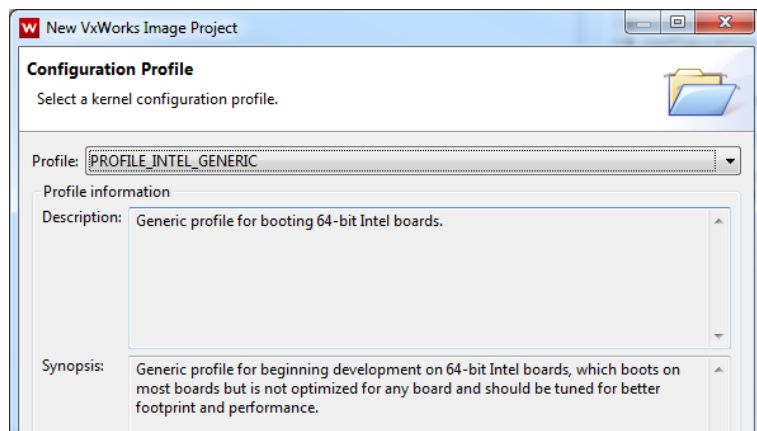 New VxWorks Image Project
Configuration Profile
Select a kernel configuration profile.
Profile: PROFILE_INTEL_GENERIC
Profile information
Description: Generic profile for booting 64-bit Intel boards.
Synopsis: Generic profile for beginning development on 64-bit Intel boards, which boots on
most boards but is not optimized for any board and should be tuned for better
footprint and performance.